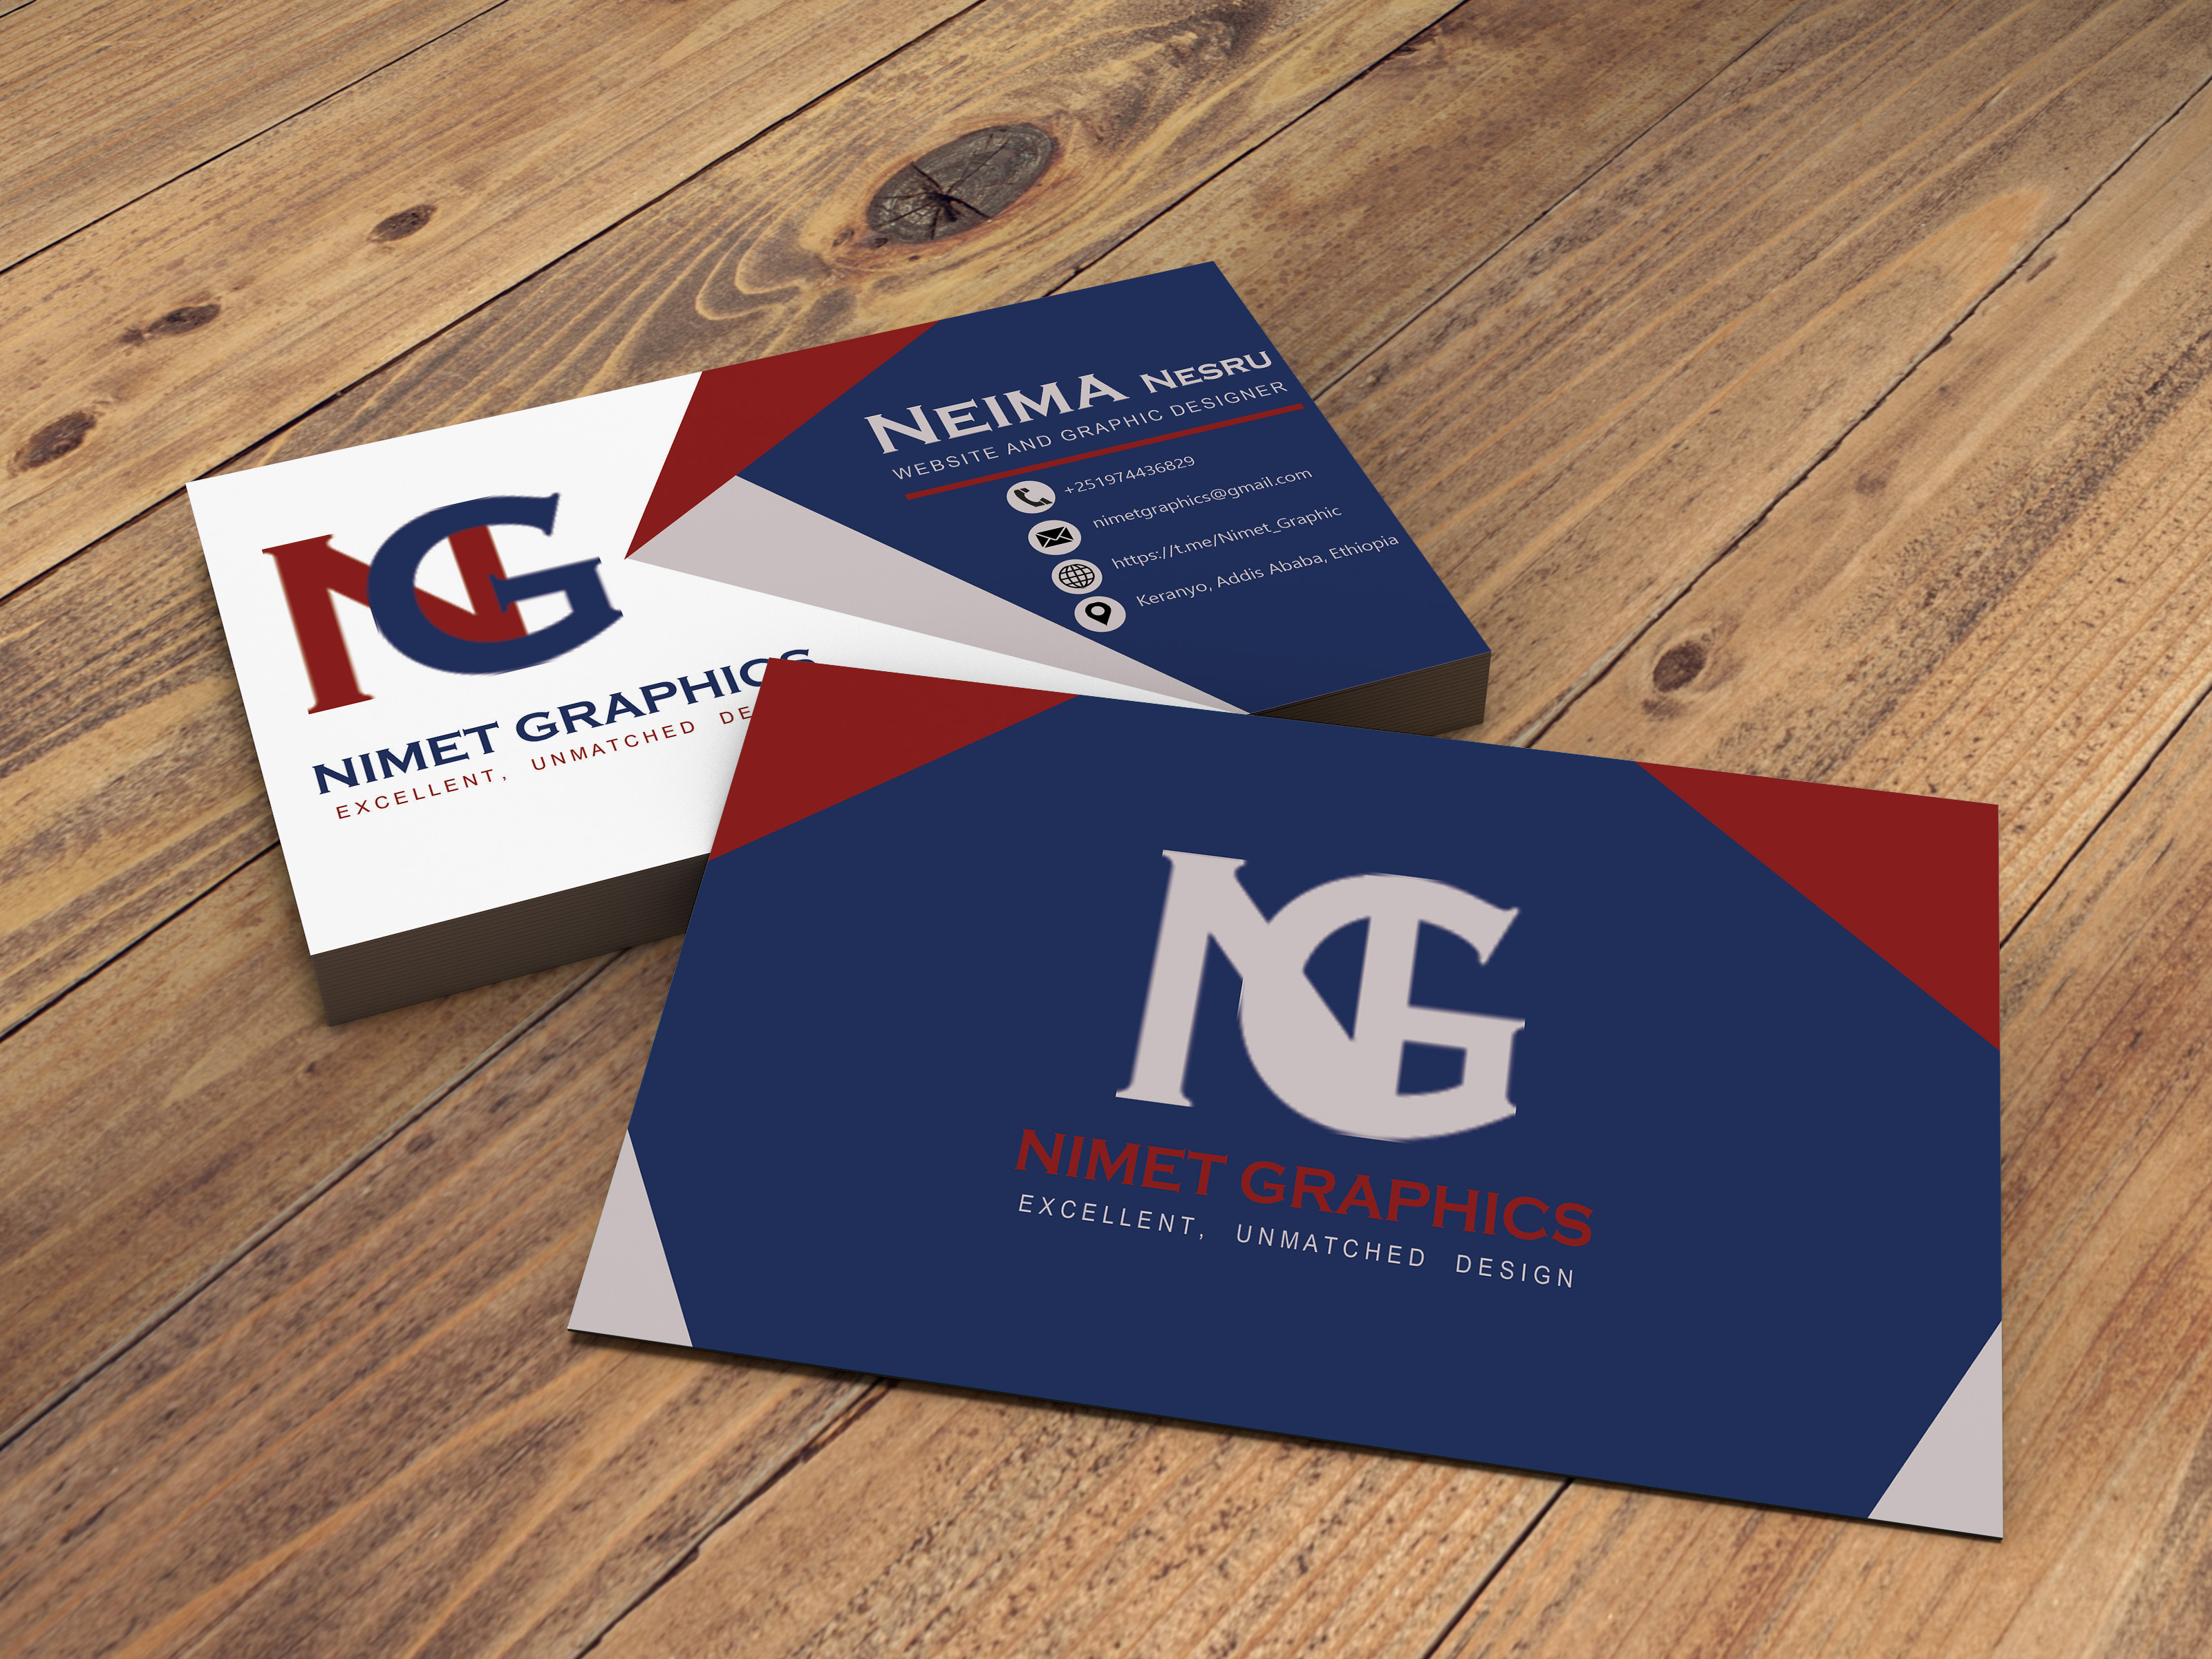 NG
NIMET GRAPHICS
EXCELLENT, UNMATCHED DE
NEIMA NESRU
WEBSITE AND GRAPHIC DESIGNER
+251974436829
nimetgraphics@gmail.com
https://t.me/Nimet_Graphic
Keranyo, Addis Ababa, Ethiopia
NG
NIMET GRAPHICS
EXCELLENT, UNMATCHED DESIGN